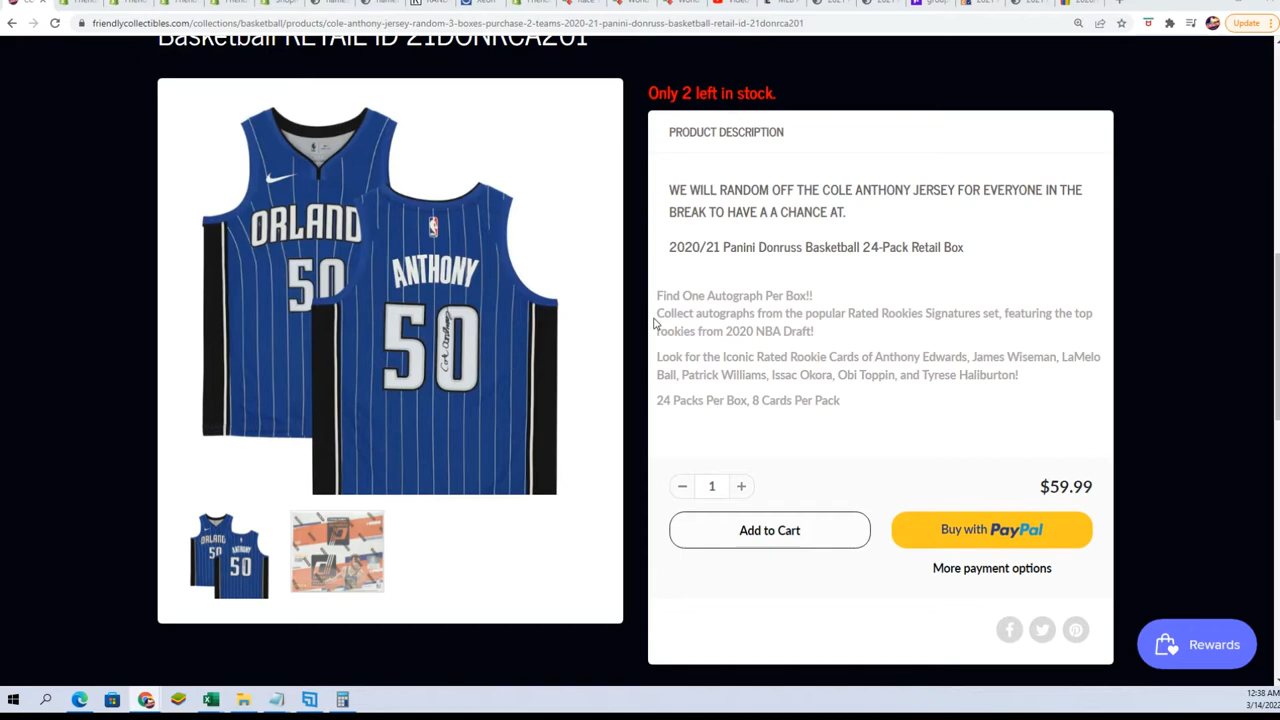 friendlycollectibles.com/collections/basketball/products/cole-anthony-jersey-random-3-boxes-purchase-2-teams-2020-21-panini-donruss-basketball-retail-id-21donrca201
Update
Basketball RETAIL ID 21DONRCA201
Only 2 left in stock.
PRODUCT DESCRIPTION
WE WILL RANDOM OFF THE COLE ANTHONY JERSEY FOR EVERYONE IN THE
BREAK TO HAVE A A CHANCE AT.
2020/21 Panini Donruss Basketball 24-Pack Retail Box
Find One Autograph Per Box!!
Collect autographs from the popular Rated Rookies Signatures set, featuring the top
rookies from 2020 NBA Draft!
Look for the Iconic Rated Rookie Cards of Anthony Edwards, James Wiseman, LaMelo
Ball, Patrick Williams, Issac Okora, Obi Toppin, and Tyrese Haliburton!
24 Packs Per Box, 8 Cards Per Pack
ORLAND
50
ANTHONY
50
1
$59.99
Add to Cart
Buy with PayPal
More payment options
ORLAND
50
ANTHONY
50
Rewards
12:38 AM
3/14/202